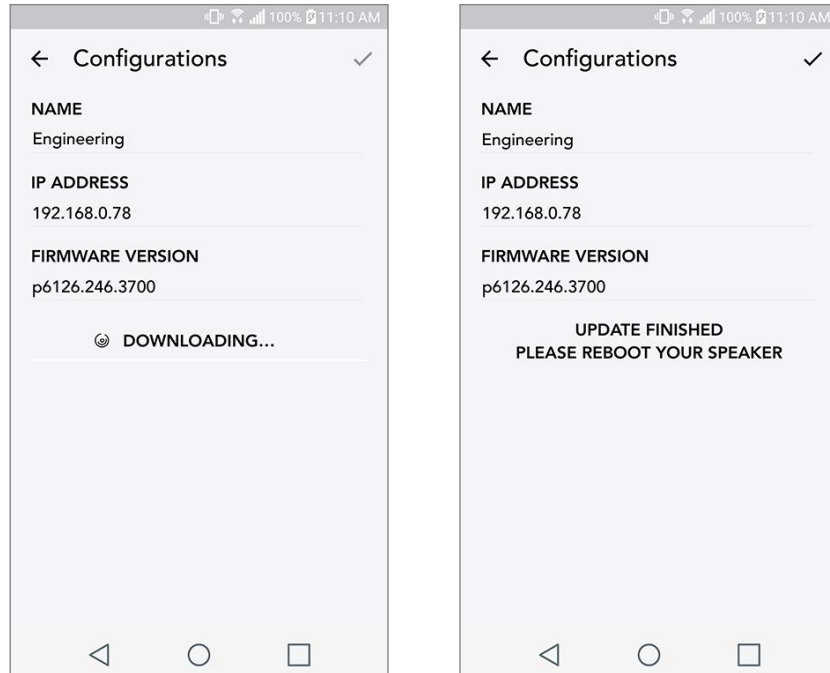 100% 11:10 AM
Configurations
NAME
Engineering
IP ADDRESS
192.168.0.78
FIRMWARE VERSION
p6126.246.3700
DOWNLOADING...
100% 11:10 AM
Configurations
NAME
Engineering
IP ADDRESS
192.168.0.78
FIRMWARE VERSION
p6126.246.3700
UPDATE FINISHED
PLEASE REBOOT YOUR SPEAKER